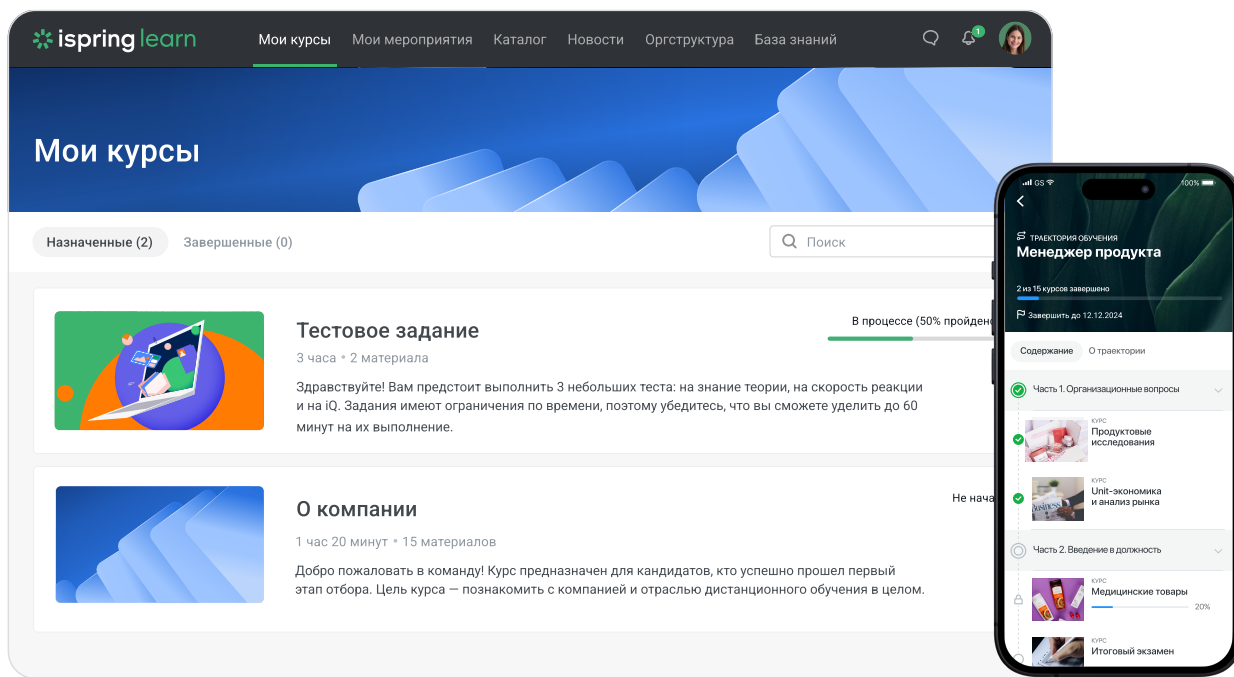 ispring learn
Мои курсы
Мои мероприятия
Каталог
Новости
Оргструктура
База знаний
1
Мои курсы
Назначенные (2)
Завершенные (0)
Поиск
Тестовое задание
В процессе (50% пройдено
3 часа • 2 материала
Здравствуйте! Вам предстоит выполнить 3 небольших теста: на знание теории, на скорость реакции
и на iQ. Задания имеют ограничения по времени, поэтому убедитесь, что вы сможете уделить до 60
минут на их выполнение.
О компании
Не нача
1 час 20 минут • 15 материалов
Добро пожаловать в команду! Курс предназначен для кандидатов, кто успешно прошел первый
этап отбора. Цель курса — познакомить с компанией и отраслью дистанционного обучения в целом.
GS
100%
ТРАЕКТОРИЯ ОБУЧЕНИЯ
Менеджер продукта
2 из 15 курсов завершено
Завершить до 12.12.2024
Содержание
О траектории
Часть 1. Организационные вопросы
КУРС
Продуктовые
исследования
КУРС
Unit-экономика
и анализ рынка
BUSINESS
Часть 2. Введение в должность
КУРС
Медицинские товары
20%
КУРС
Итоговый экзамен